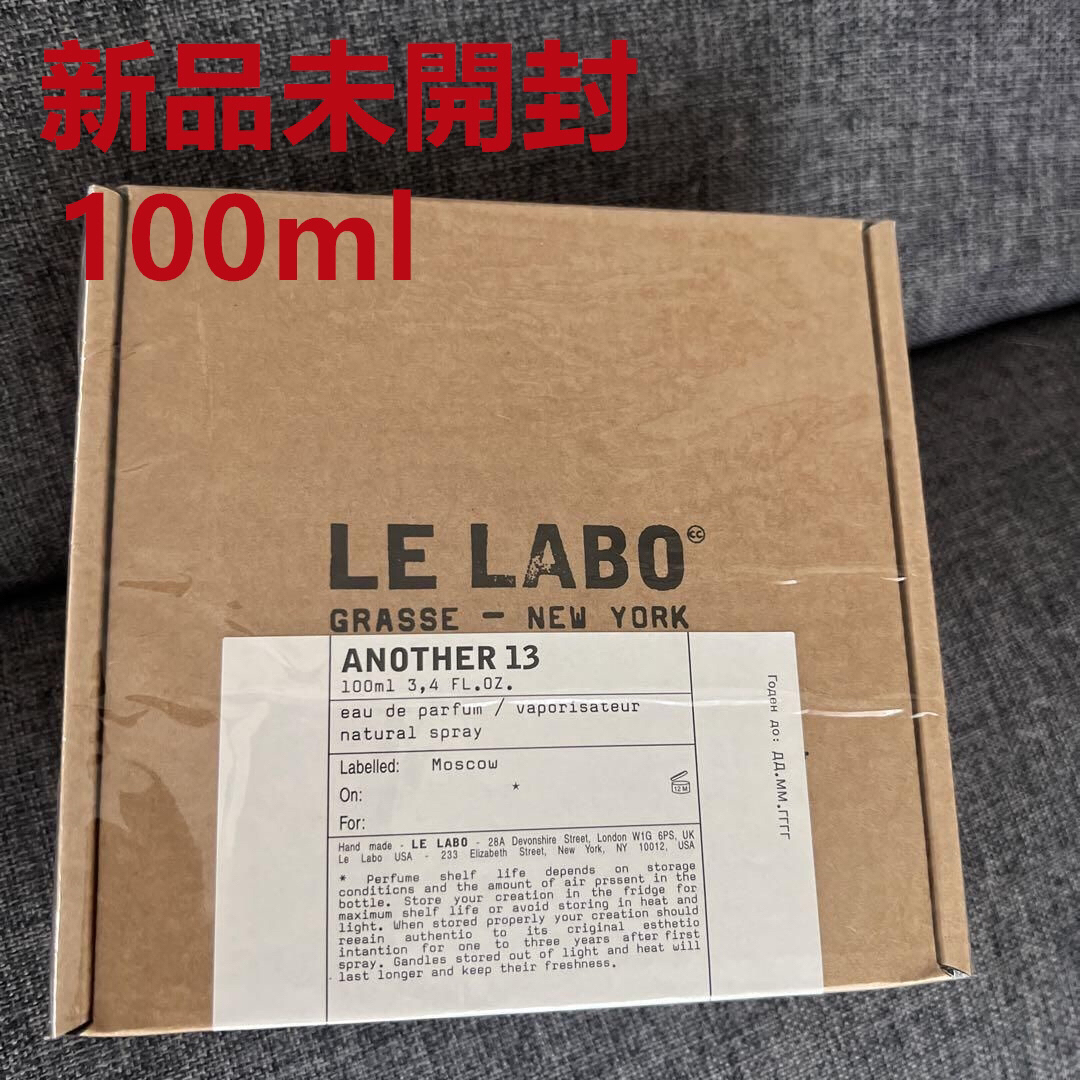 新品未開封
100ml
LE LABO
GRASSE — NEW YORK
ANOTHER 13
100ml 3,4 FL.OZ.
eau de parfum / vaporisateur
natural spray
Labelled: Moscow
On: *
For:
12 M
Hand made - LE LABO - 28A Devonshire Street, London W1G 6PS, UK
Le Labo USA - 233 Elizabeth Street, New York, NY 10012, USA
* Perfume shelf life depends on storage
conditins and the amount of air prssent in the
bottle. Store your creation in the fridge for
maximum shelf life or avoid storing in heat and
light. When stored properly your creation should
reeain authentio to its original esthetio
intantion for one to three years after first
spray. Gandles stored out of light and heat will
last longer and keep their freshness.
Годен до: ДД.ММ.ГГГГ